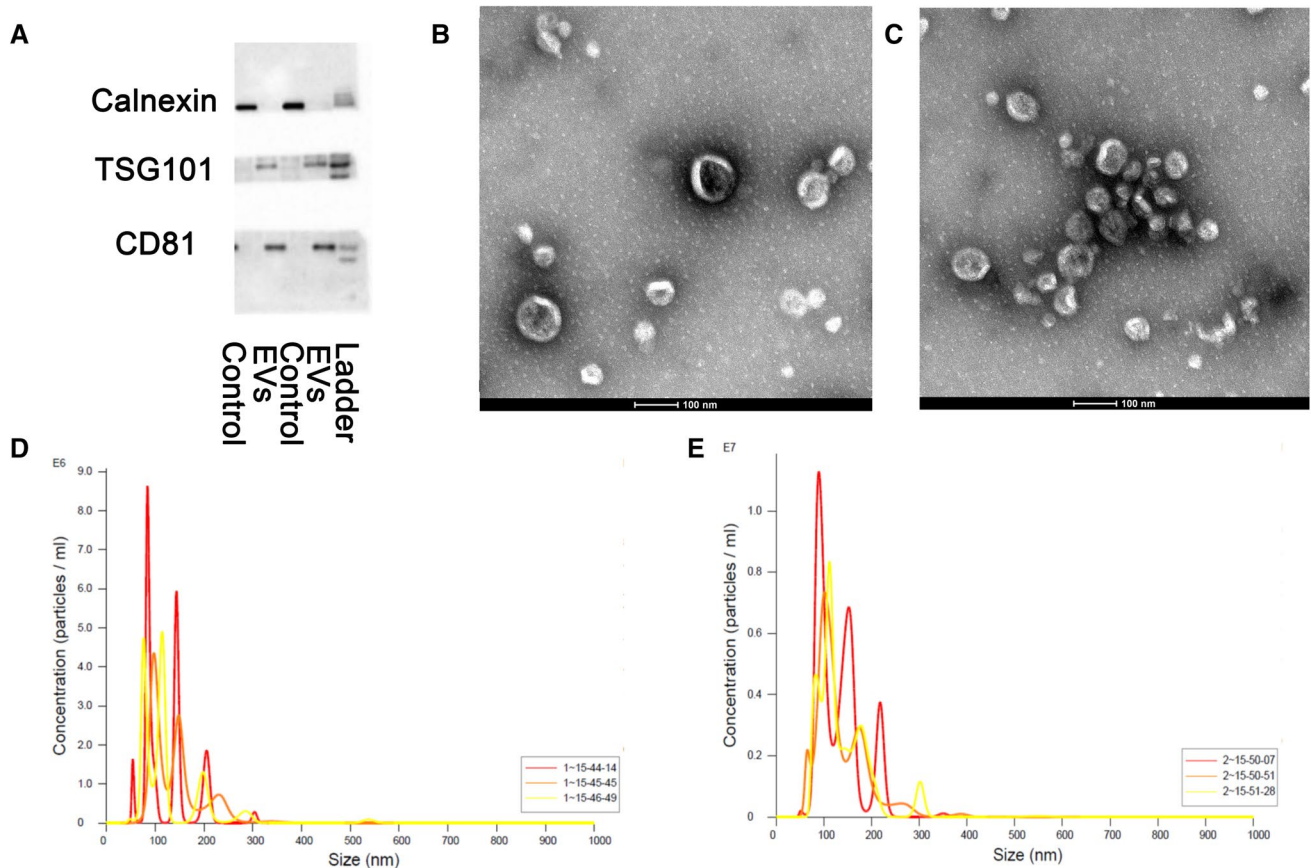 A
Calnexin
TSG101
CD81
Control
EVs
Control
EVs
Ladder
B
100 nm
C
100 nm
D
E6
9.0
8.0
7.0
6.0
5.0
4.0
3.0
2.0
1.0
0
Concentration (particles / ml)
0 100 200 300 400 500 600 700 800 900 1000
Size (nm)
1~15-44-14
1~15-45-45
1~15-46-49
E
E7
1.0
0.8
0.6
0.4
0.2
0
Concentration (particles / ml)
0 100 200 300 400 500 600 700 800 900 1000
Size (nm)
2~15-50-07
2~15-50-51
2~15-51-28